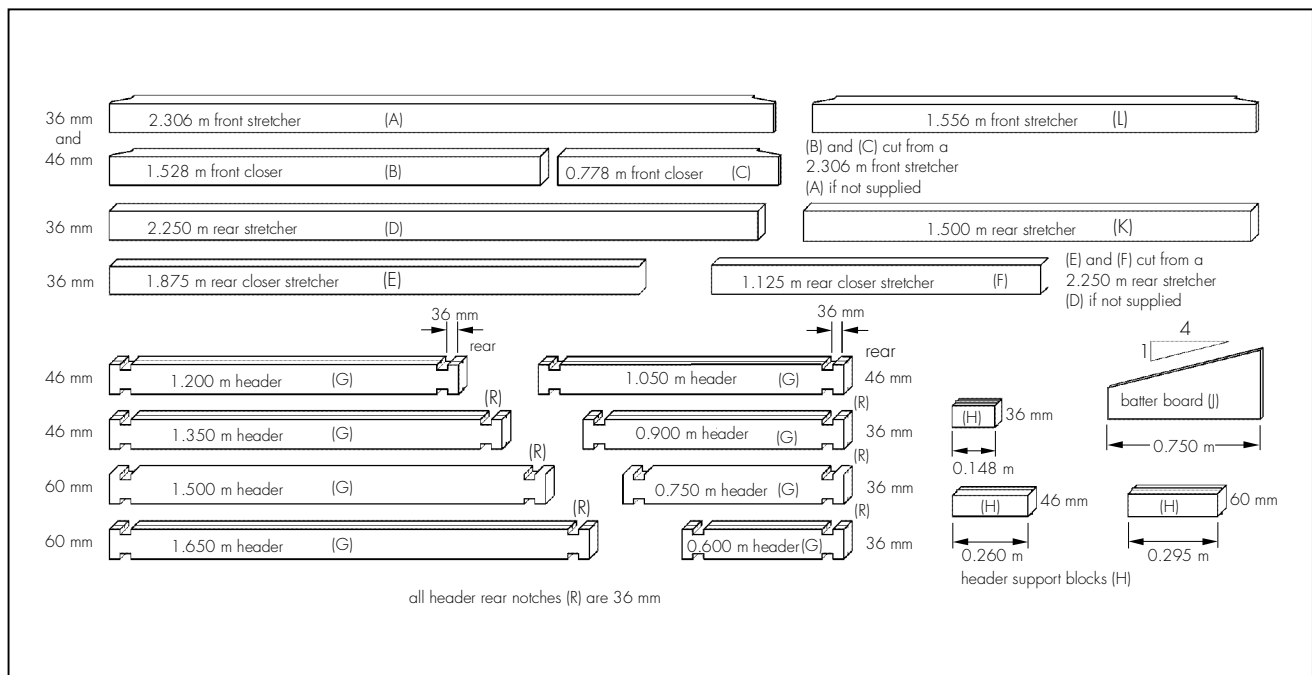 36 mm
and
46 mm
2.306 m front stretcher (A)
1.556 m front stretcher (L)
1.528 m front closer (B)
0.778 m front closer (C)
(B) and (C) cut from a
2.306 m front stretcher
(A) if not supplied
36 mm
2.250 m rear stretcher (D)
1.500 m rear stretcher (K)
36 mm
1.875 m rear closer stretcher (E)
1.125 m rear closer stretcher (F)
(E) and (F) cut from a
2.250 m rear stretcher
(D) if not supplied
36 mm
rear
36 mm
rear
46 mm
1.200 m header (G)
1.050 m header (G)
46 mm
(R)
(R)
46 mm
1.350 m header (G)
0.900 m header (G)
36 mm
(R)
(R)
60 mm
1.500 m header (G)
0.750 m header (G)
36 mm
(R)
(R)
60 mm
1.650 m header (G)
0.600 m header (G)
36 mm
4
1
batter board (J)
0.750 m
(H)
36 mm
0.148 m
(H)
46 mm
0.260 m
(H)
60 mm
0.295 m
header support blocks (H)
all header rear notches (R) are 36 mm